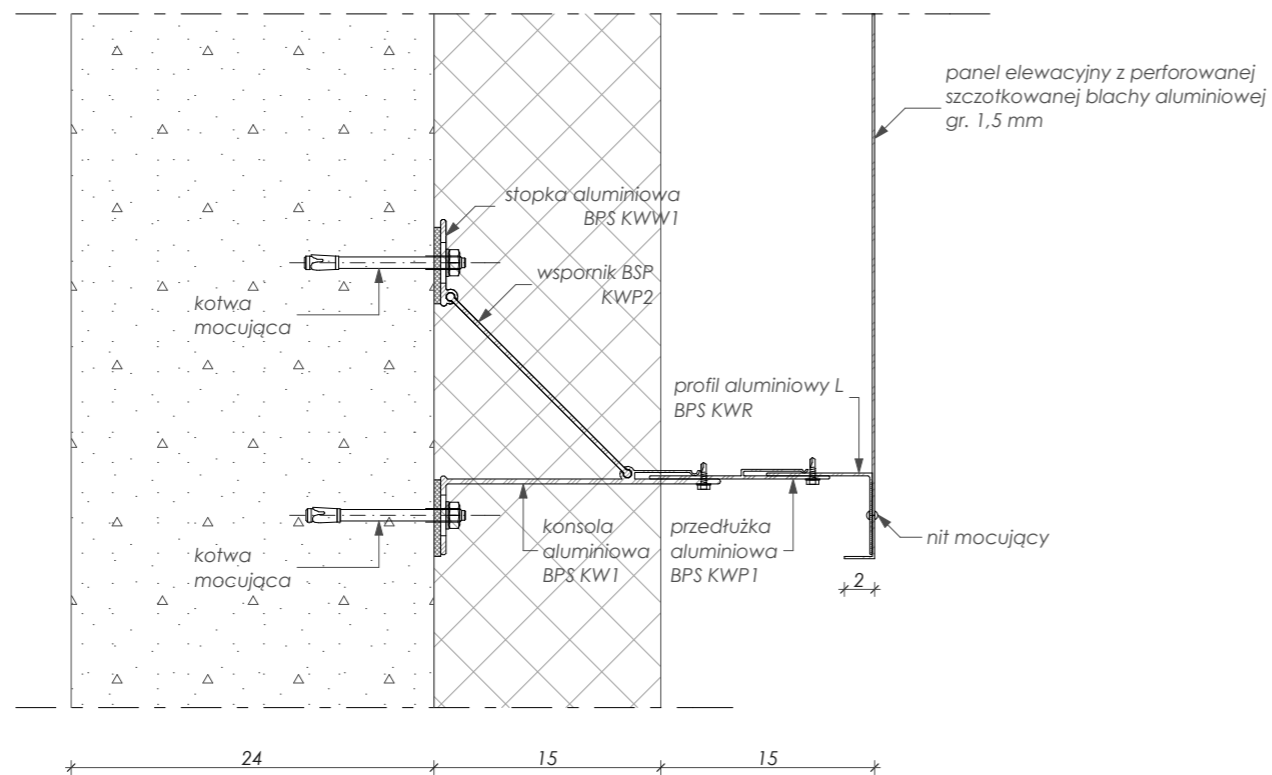 panel elewacyjny z perforowanej
szczotkowanej blachy aluminiowej
gr. 1,5 mm
stopka aluminiowa
BPS KWW1
wspornik BSP
KWP2
kotwa
mocująca
profil aluminiowy L
BPS KWR
kotwa
mocująca
konsola
aluminiowa
BPS KW1
przedłużka
aluminiowa
BPS KWP1
nit mocujący
2
24
15
15